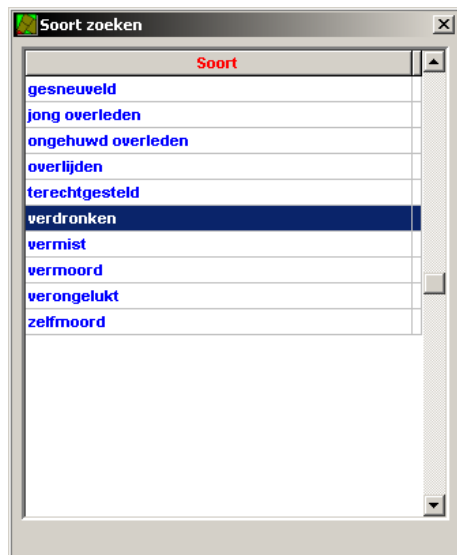 Soort zoeken
Soort
gesneuveld
jong overleden
ongehuwd overleden
overlijden
terechtgesteld
verdronken
vermist
vermoord
verongelukt
zelfmoord